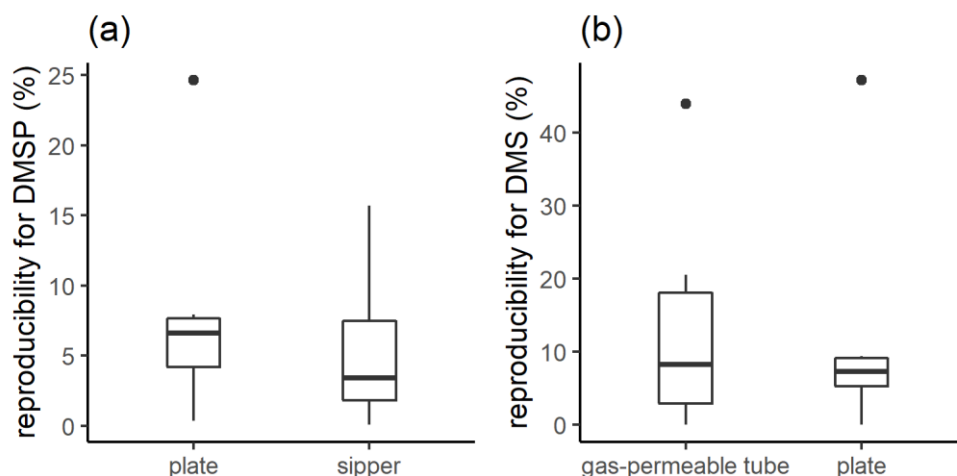 (a)
reproducibility for DMSP (%)
25
20
15
10
5
0
plate
sipper
(b)
reproducibility for DMS (%)
40
30
20
10
0
gas-permeable tube
plate